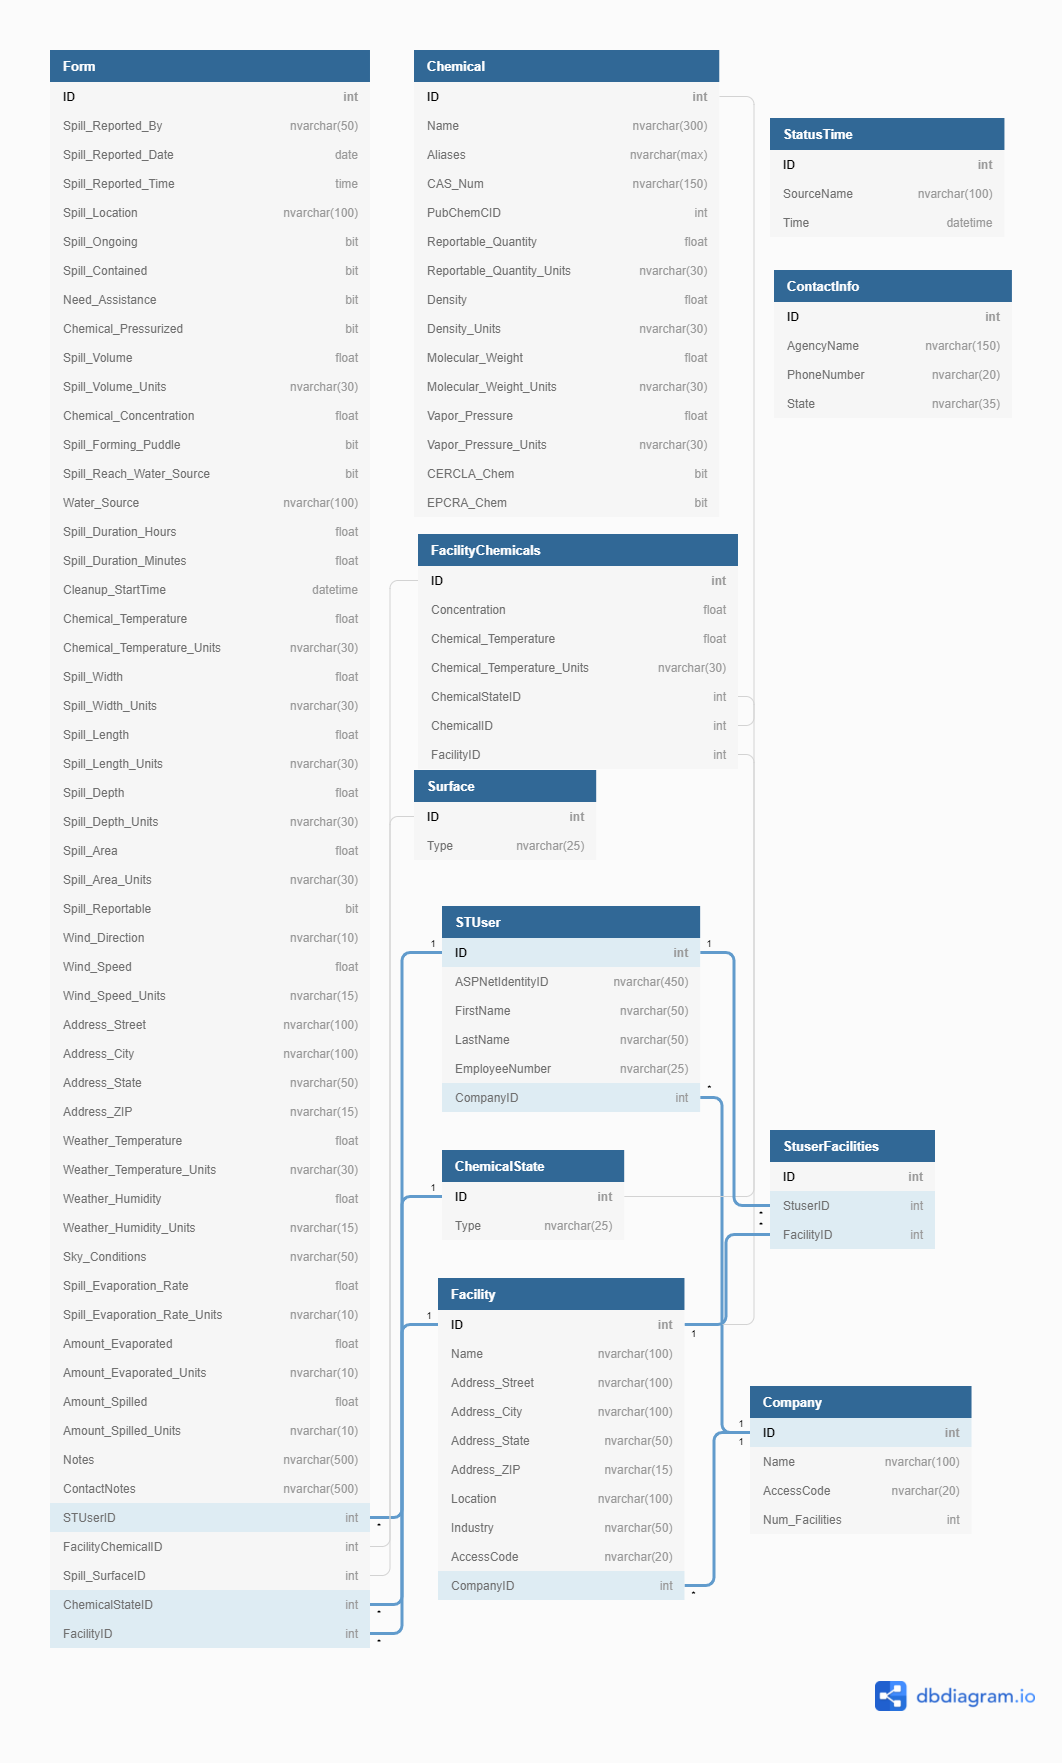 Form
ID int
Spill_Reported_By nvarchar(50)
Spill_Reported_Date date
Spill_Reported_Time time
Spill_Location nvarchar(100)
Spill_Ongoing bit
Spill_Contained bit
Need_Assistance bit
Chemical_Pressurized bit
Spill_Volume float
Spill_Volume_Units nvarchar(30)
Chemical_Concentration float
Spill_Forming_Puddle bit
Spill_Reach_Water_Source bit
Water_Source nvarchar(100)
Spill_Duration_Hours float
Spill_Duration_Minutes float
Cleanup_StartTime datetime
Chemical_Temperature float
Chemical_Temperature_Units nvarchar(30)
Spill_Width float
Spill_Width_Units nvarchar(30)
Spill_Length float
Spill_Length_Units nvarchar(30)
Spill_Depth float
Spill_Depth_Units nvarchar(30)
Spill_Area float
Spill_Area_Units nvarchar(30)
Spill_Reportable bit
Wind_Direction nvarchar(10)
Wind_Speed float
Wind_Speed_Units nvarchar(15)
Address_Street nvarchar(100)
Address_City nvarchar(100)
Address_State nvarchar(50)
Address_ZIP nvarchar(15)
Weather_Temperature float
Weather_Temperature_Units nvarchar(30)
Weather_Humidity float
Weather_Humidity_Units nvarchar(15)
Sky_Conditions nvarchar(50)
Spill_Evaporation_Rate float
Spill_Evaporation_Rate_Units nvarchar(10)
Amount_Evaporated float
Amount_Evaporated_Units nvarchar(10)
Amount_Spilled float
Amount_Spilled_Units nvarchar(10)
Notes nvarchar(500)
ContactNotes nvarchar(500)
STUserID int
*
FacilityChemicalID int
Spill_SurfaceID int
ChemicalStateID int
*
FacilityID int
*
Chemical
ID int
Name nvarchar(300)
Aliases nvarchar(max)
CAS_Num nvarchar(150)
PubChemCID int
Reportable_Quantity float
Reportable_Quantity_Units nvarchar(30)
Density float
Density_Units nvarchar(30)
Molecular_Weight float
Molecular_Weight_Units nvarchar(30)
Vapor_Pressure float
Vapor_Pressure_Units nvarchar(30)
CERCLA_Chem bit
EPCRA_Chem bit
FacilityChemicals
ID int
Concentration float
Chemical_Temperature float
Chemical_Temperature_Units nvarchar(30)
ChemicalStateID int
ChemicalID int
FacilityID int
Surface
ID int
Type nvarchar(25)
STUser
1 1
ID int
ASPNetIdentityID nvarchar(450)
FirstName nvarchar(50)
LastName nvarchar(50)
EmployeeNumber nvarchar(25)
*
CompanyID int
ChemicalState
1
ID int
Type nvarchar(25)
Facility
1
ID int
1
Name nvarchar(100)
Address_Street nvarchar(100)
Address_City nvarchar(100)
Address_State nvarchar(50)
Address_ZIP nvarchar(15)
Location nvarchar(100)
Industry nvarchar(50)
AccessCode nvarchar(20)
CompanyID int
*
StatusTime
ID int
SourceName nvarchar(100)
Time datetime
ContactInfo
ID int
AgencyName nvarchar(150)
PhoneNumber nvarchar(20)
State nvarchar(35)
StuserFacilities
ID int
StuserID int
*
*
FacilityID int
Company
1
ID int
1
Name nvarchar(100)
AccessCode nvarchar(20)
Num_Facilities int
dbdiagram.io